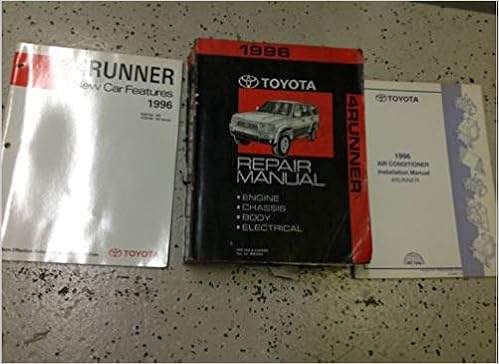 4RUNNER
New Car Features
1996
TOYOTA
1996
TOYOTA
4RUNNER
REPAIR
MANUAL
• ENGINE
• CHASSIS
• BODY
• ELECTRICAL
TOYOTA
1996
AIR CONDITIONER
Installation Manual
4RUNNER